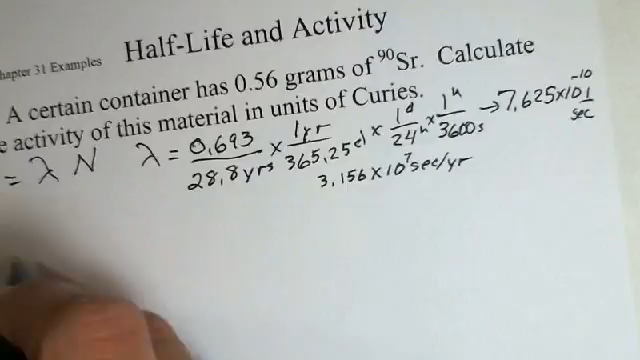 Chapter 31 Examples Half-Life and Activity
A certain container has 0.56 grams of ⁹⁰Sr. Calculate
e activity of this material in units of Curies.
= λN λ = 0.693 / 28.8 yrs × 1 yr / 365.25 d × 1 d / 24 h × 1 h / 3600 s → 7.625 × 10⁻¹⁰ 1 / sec
3.156 × 10⁷ sec/yr